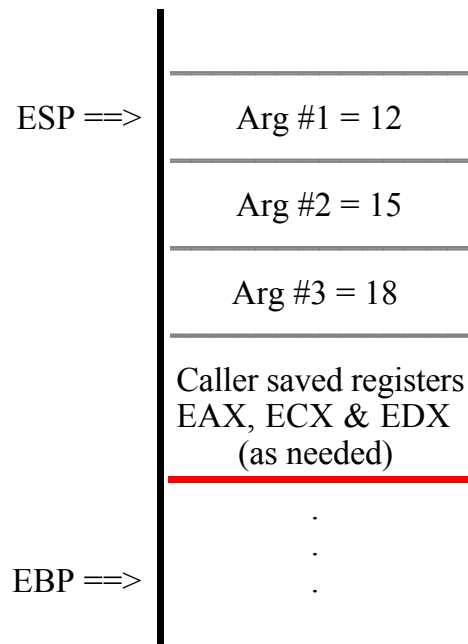 ESP ==> Arg #1 = 12
Arg #2 = 15
Arg #3 = 18
Caller saved registers
EAX, ECX & EDX
(as needed)
.
.
EBP ==> .